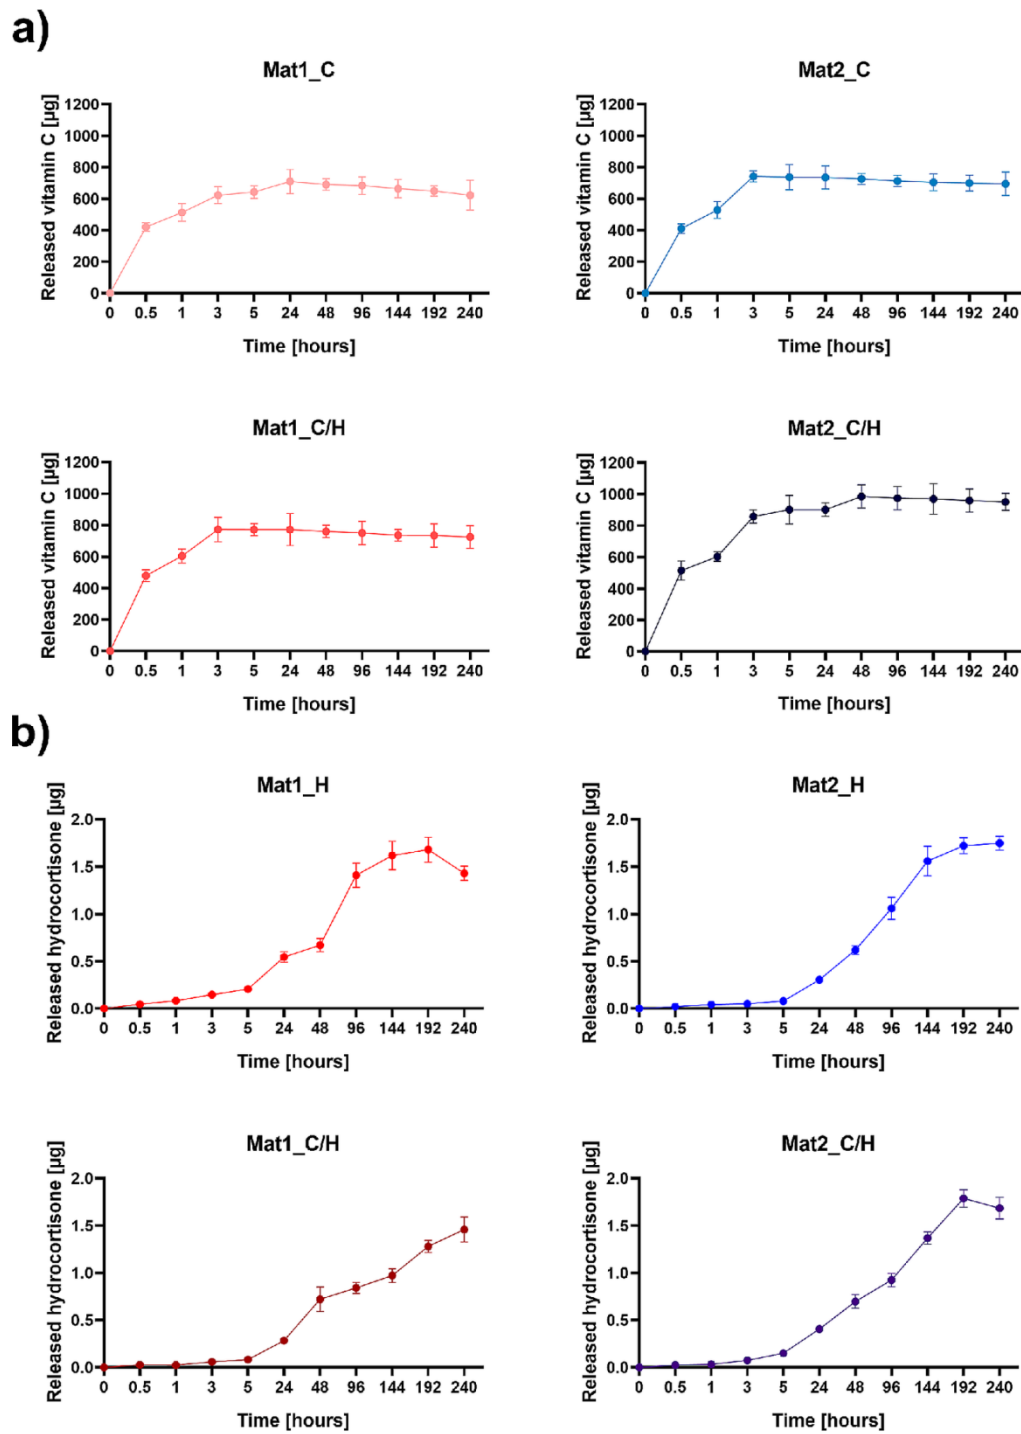 a)
Mat1_C
Released vitamin C [µg]
1200
1000
800
600
400
200
0
0 0.5 1 3 5 24 48 96 144 192 240
Time [hours]
Mat2_C
Released vitamin C [µg]
1200
1000
800
600
400
200
0
0 0.5 1 3 5 24 48 96 144 192 240
Time [hours]
Mat1_C/H
Released vitamin C [µg]
1200
1000
800
600
400
200
0
0 0.5 1 3 5 24 48 96 144 192 240
Time [hours]
Mat2_C/H
Released vitamin C [µg]
1200
1000
800
600
400
200
0
0 0.5 1 3 5 24 48 96 144 192 240
Time [hours]
b)
Mat1_H
Released hydrocortisone [µg]
2.0
1.5
1.0
0.5
0.0
0 0.5 1 3 5 24 48 96 144 192 240
Time [hours]
Mat2_H
Released hydrocortisone [µg]
2.0
1.5
1.0
0.5
0.0
0 0.5 1 3 5 24 48 96 144 192 240
Time [hours]
Mat1_C/H
Released hydrocortisone [µg]
2.0
1.5
1.0
0.5
0.0
0 0.5 1 3 5 24 48 96 144 192 240
Time [hours]
Mat2_C/H
Released hydrocortisone [µg]
2.0
1.5
1.0
0.5
0.0
0 0.5 1 3 5 24 48 96 144 192 240
Time [hours]